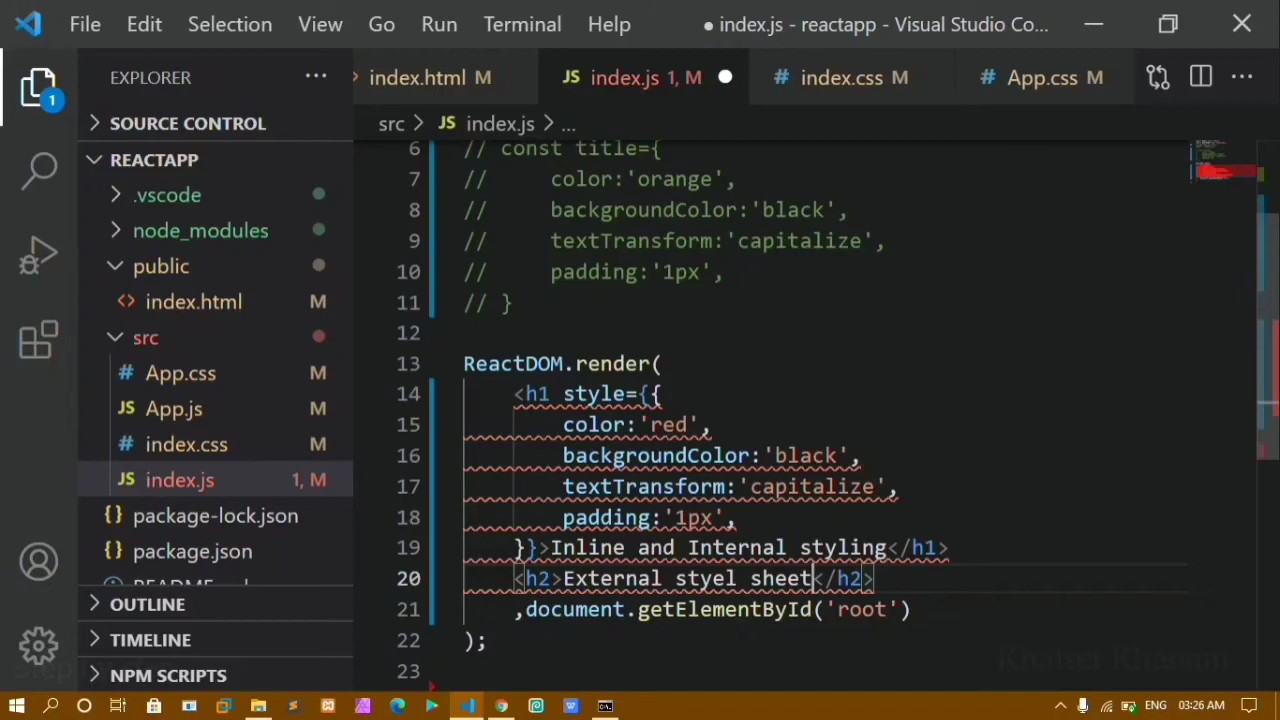 File Edit Selection View Go Run Terminal Help ● index.js - reactapp - Visual Studio Co...
EXPLORER ...
index.html M JS index.js 1, M ● # index.css M # App.css M ...
1
SOURCE CONTROL
REACTAPP
.vscode
node_modules
public
<> index.html M
src
# App.css M
JS App.js M
# index.css M
JS index.js 1, M
{} package-lock.json
{} package.json
OUTLINE
TIMELINE
NPM SCRIPTS
src > JS index.js > ...
6 // const title={
7 //     color:'orange',
8 //     backgroundColor:'black',
9 //     textTransform:'capitalize',
10 //     padding:'1px',
11 // }
12
13 ReactDOM.render(
14 <h1 style={{
15 color:'red',
16 backgroundColor:'black',
17 textTransform:'capitalize',
18 padding:'1px',
19 }}>Inline and Internal styling</h1>
20 <h2>External styel sheet</h2>
21 ,document.getElementById('root')
22 );
23
Khaiser Khanam
ENG 03:26 AM